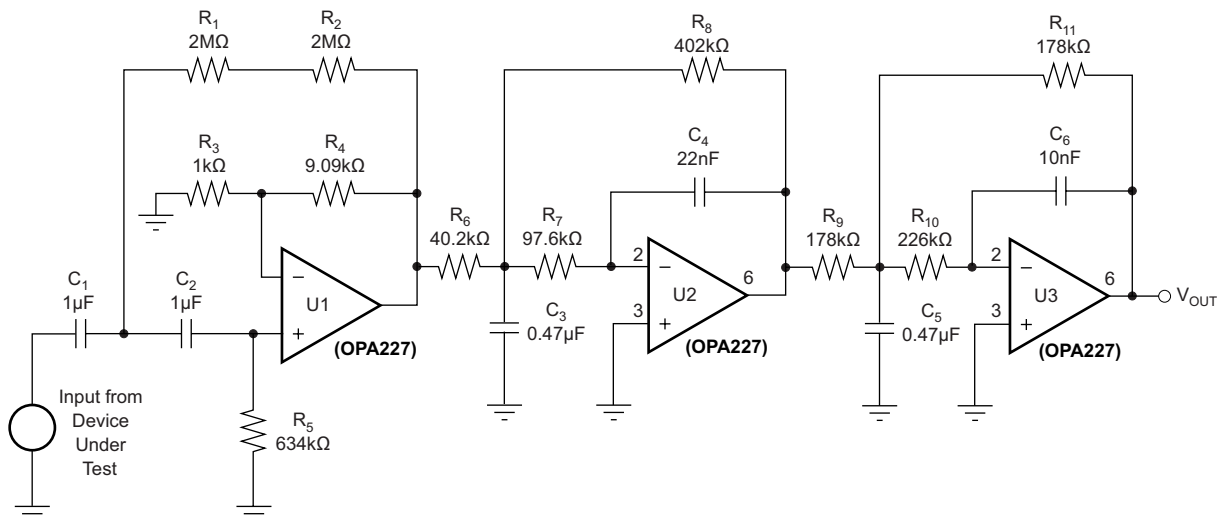 R1
2MΩ
R2
2MΩ
R8
402kΩ
R11
178kΩ
R3
1kΩ
R4
9.09kΩ
C4
22nF
C6
10nF
R6
40.2kΩ
R7
97.6kΩ
R9
178kΩ
R10
226kΩ
C1
1µF
C2
1µF
−
+
U1
(OPA227)
2
3
6
−
+
U2
(OPA227)
2
3
6
−
+
U3
(OPA227)
VOUT
C3
0.47µF
C5
0.47µF
Input from
Device
Under
Test
R5
634kΩ